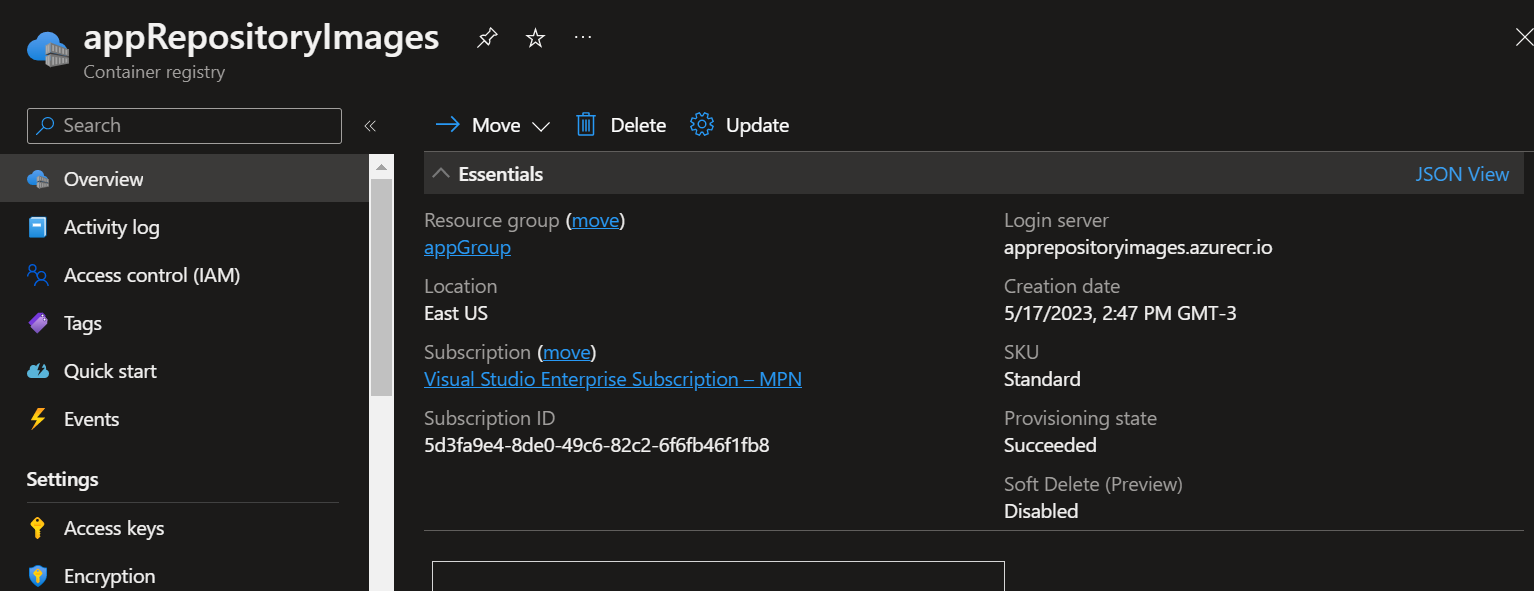 appRepositoryImages
Container registry
Search
Overview
Activity log
Access control (IAM)
Tags
Quick start
Events
Settings
Access keys
Encryption
Move
Delete
Update
Essentials
JSON View
Resource group (move)
appGroup
Location
East US
Subscription (move)
Visual Studio Enterprise Subscription – MPN
Subscription ID
5d3fa9e4-8de0-49c6-82c2-6f6fb46f1fb8
Login server
apprepositoryimages.azurecr.io
Creation date
5/17/2023, 2:47 PM GMT-3
SKU
Standard
Provisioning state
Succeeded
Soft Delete (Preview)
Disabled